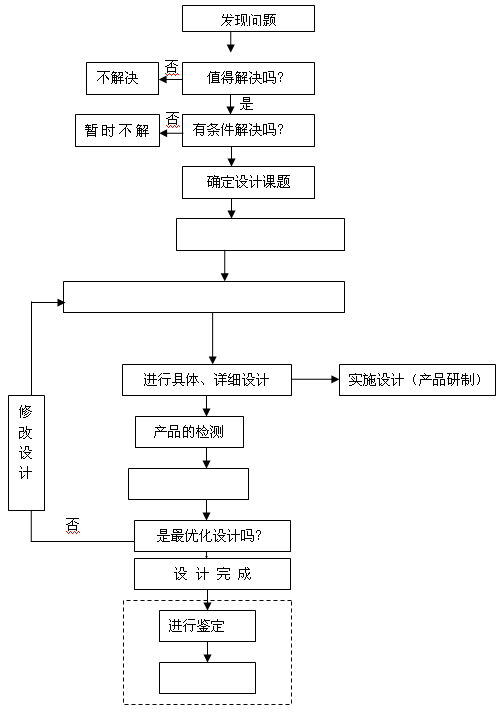 发现问题
否
不解决
值得解决吗？
是
否
暂时不解
有条件解决吗？
确定设计课题
进行具体、详细设计
实施设计（产品研制）
修改设计
产品的检测
否
是最优化设计吗？
设计完成
进行鉴定